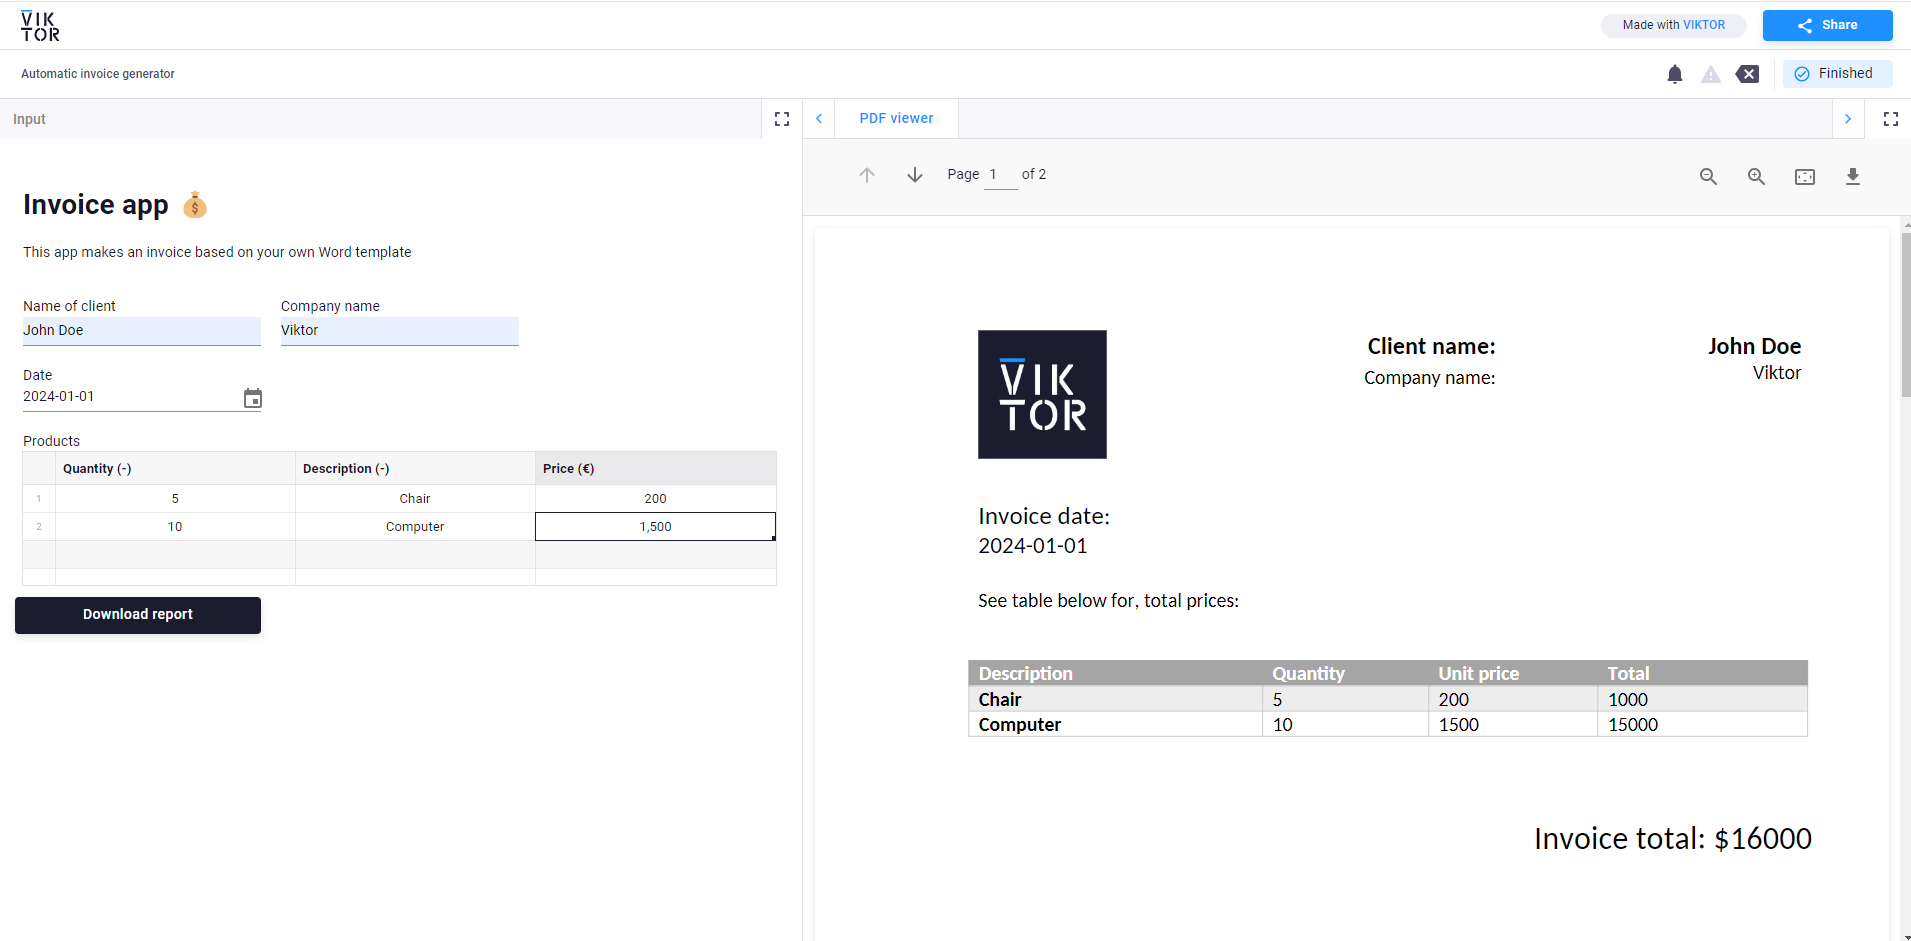 VIK
TOR
Made with VIKTOR
Share
Automatic invoice generator
Finished
Input
PDF viewer
Page 1 of 2
Invoice app
This app makes an invoice based on your own Word template
Name of client Company name
John Doe Viktor
Date
2024-01-01
Products
Quantity (-) Description (-) Price (€)
1 5 Chair 200
2 10 Computer 1,500
Download report
VIK
TOR
Client name: John Doe
Company name: Viktor
Invoice date:
2024-01-01
See table below for, total prices:
Description Quantity Unit price Total
Chair 5 200 1000
Computer 10 1500 15000
Invoice total: $16000